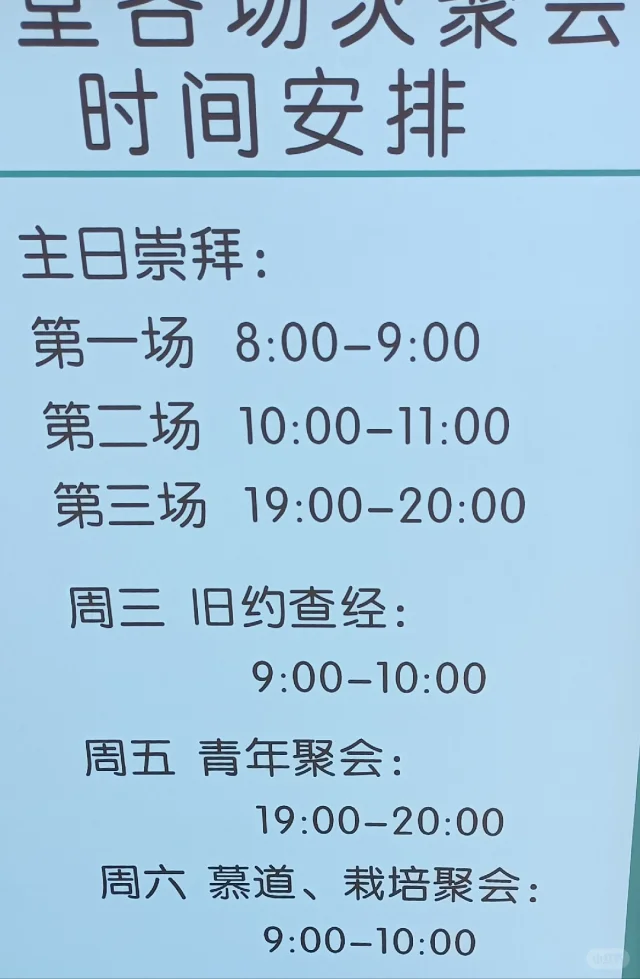 堂各场次聚会
时间安排
主日崇拜：
第一场 8:00–9:00
第二场 10:00–11:00
第三场 19:00–20:00
周三 旧约查经：
9:00–10:00
周五 青年聚会：
19:00–20:00
周六 慕道、栽培聚会：
9:00–10:00